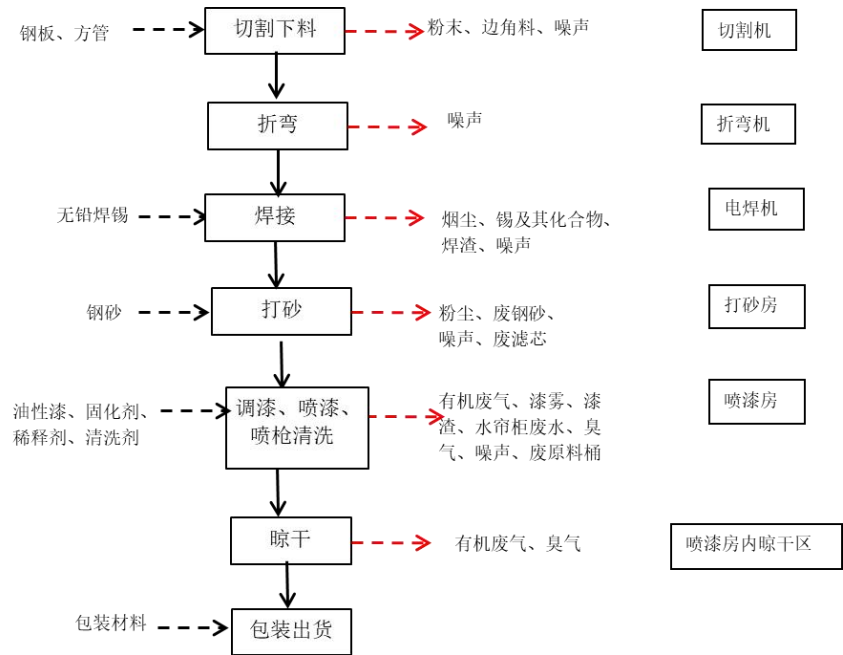 钢板、方管
切割下料
粉末、边角料、噪声
切割机
折弯
噪声
折弯机
无铅焊锡
焊接
烟尘、锡及其化合物、
焊渣、噪声
电焊机
钢砂
打砂
粉尘、废钢砂、
噪声、废滤芯
打砂房
油性漆、固化剂、
稀释剂、清洗剂
调漆、喷漆、
喷枪清洗
有机废气、漆雾、漆
渣、水帘柜废水、臭
气、噪声、废原料桶
喷漆房
晾干
有机废气、臭气
喷漆房内晾干区
包装材料
包装出货